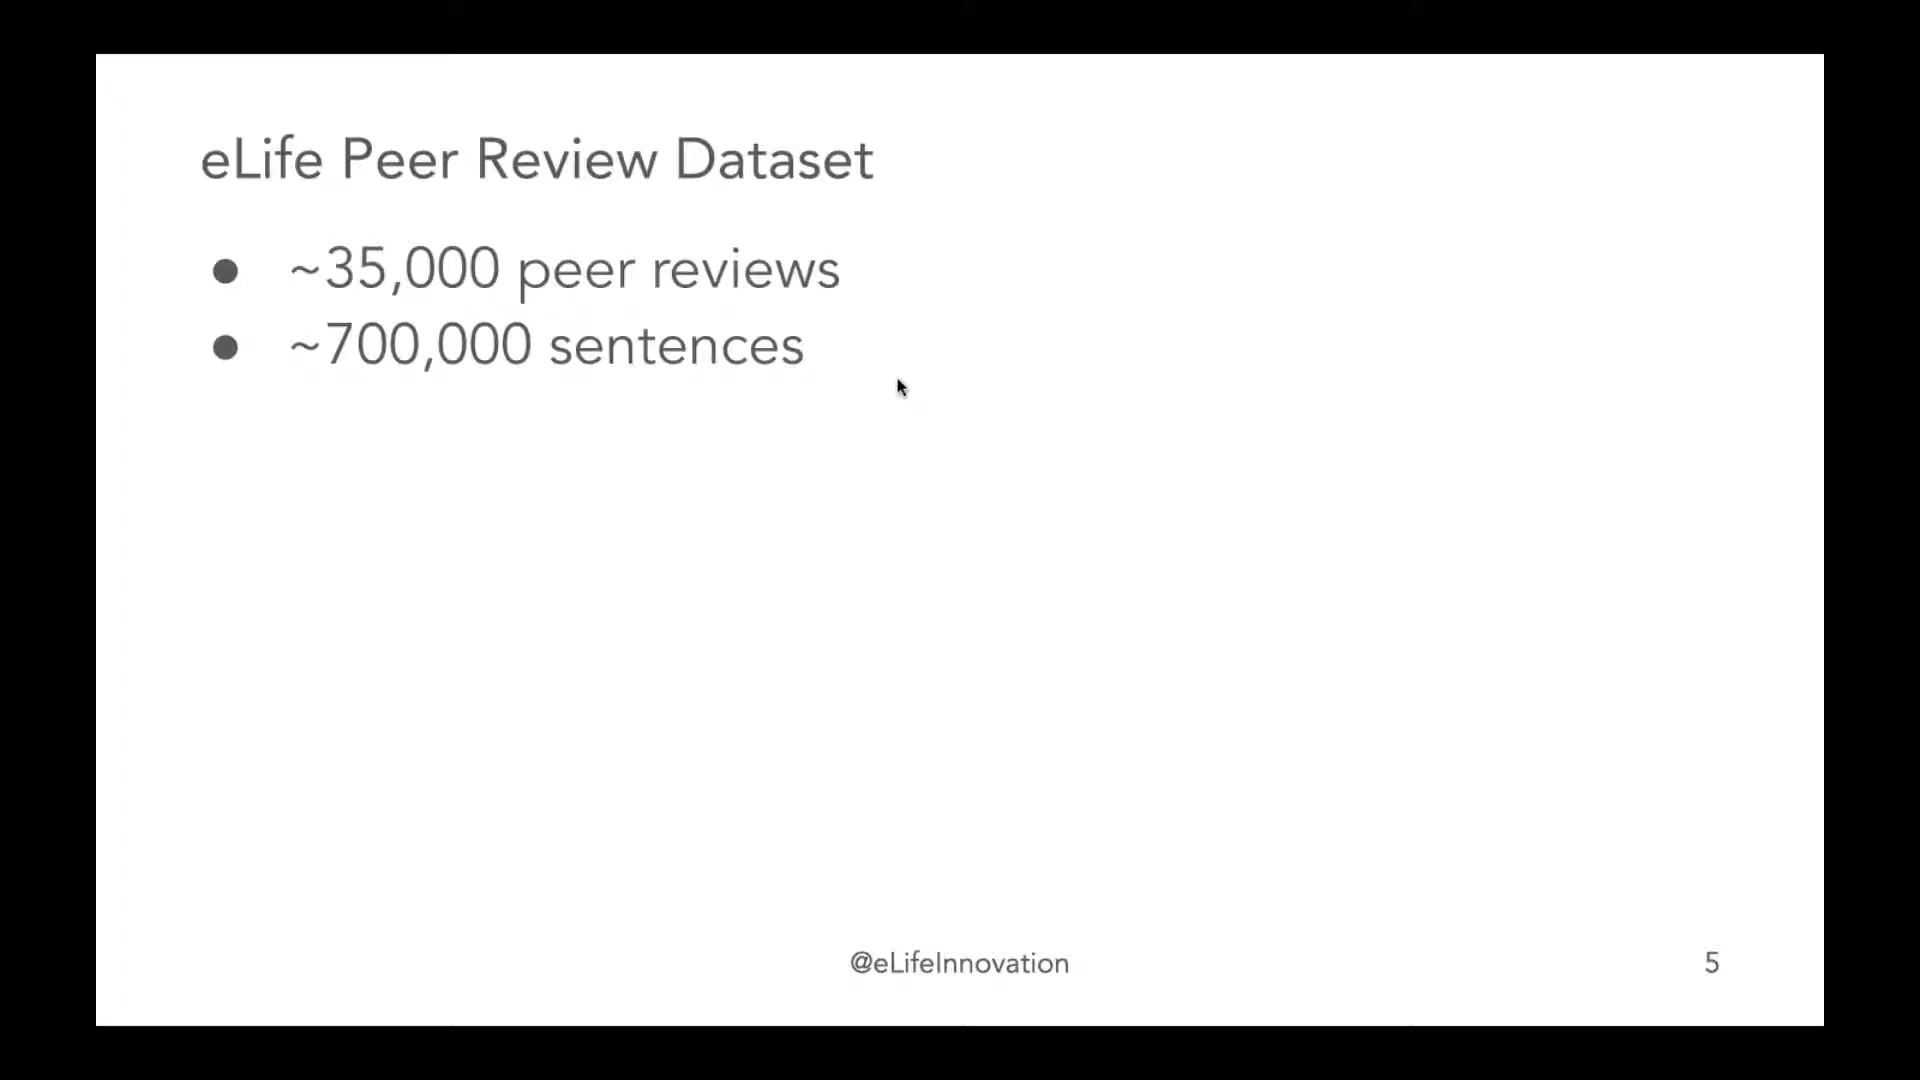 eLife Peer Review Dataset
● ~35,000 peer reviews
● ~700,000 sentences
@eLifeInnovation
5